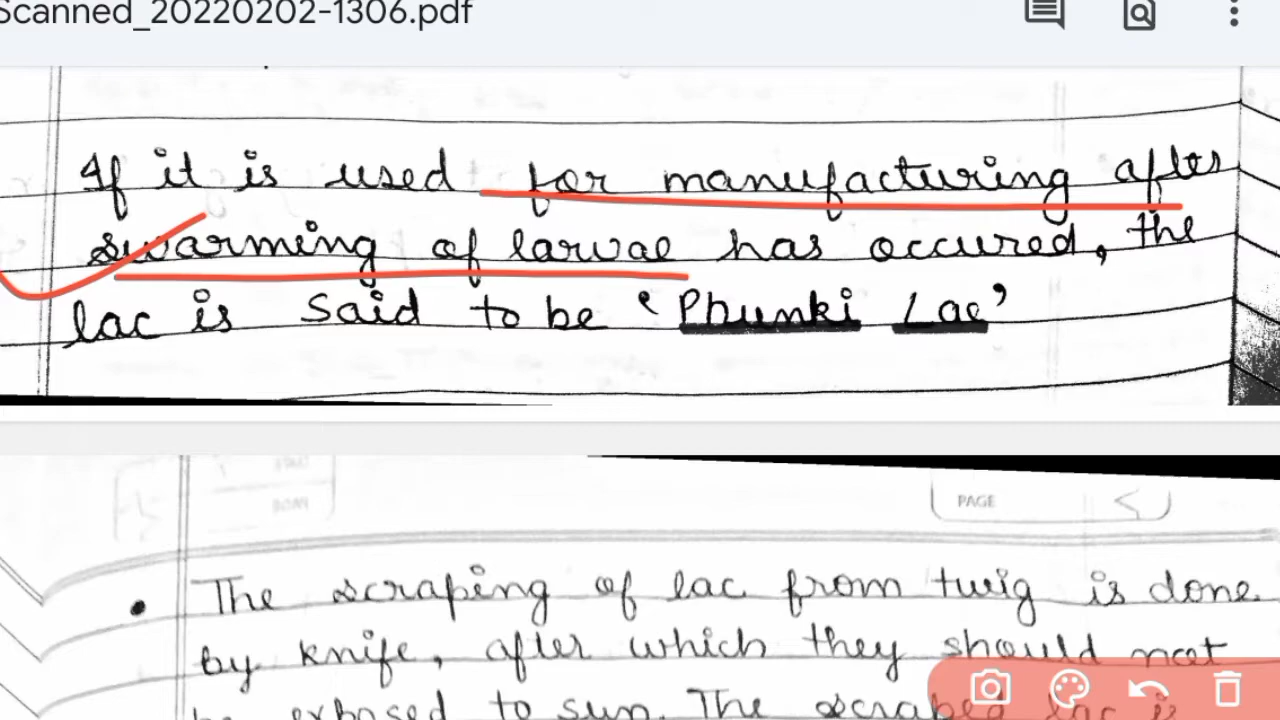 Scanned_20220202-1306.pdf
If it is used for manufacturing after
swarming of larvae has occured, the
lac is said to be 'Phunki Lac'
PAGE
• The scraping of lac from twig is done
by knife, after which they should not
be exposed to sun. The scraped lac is